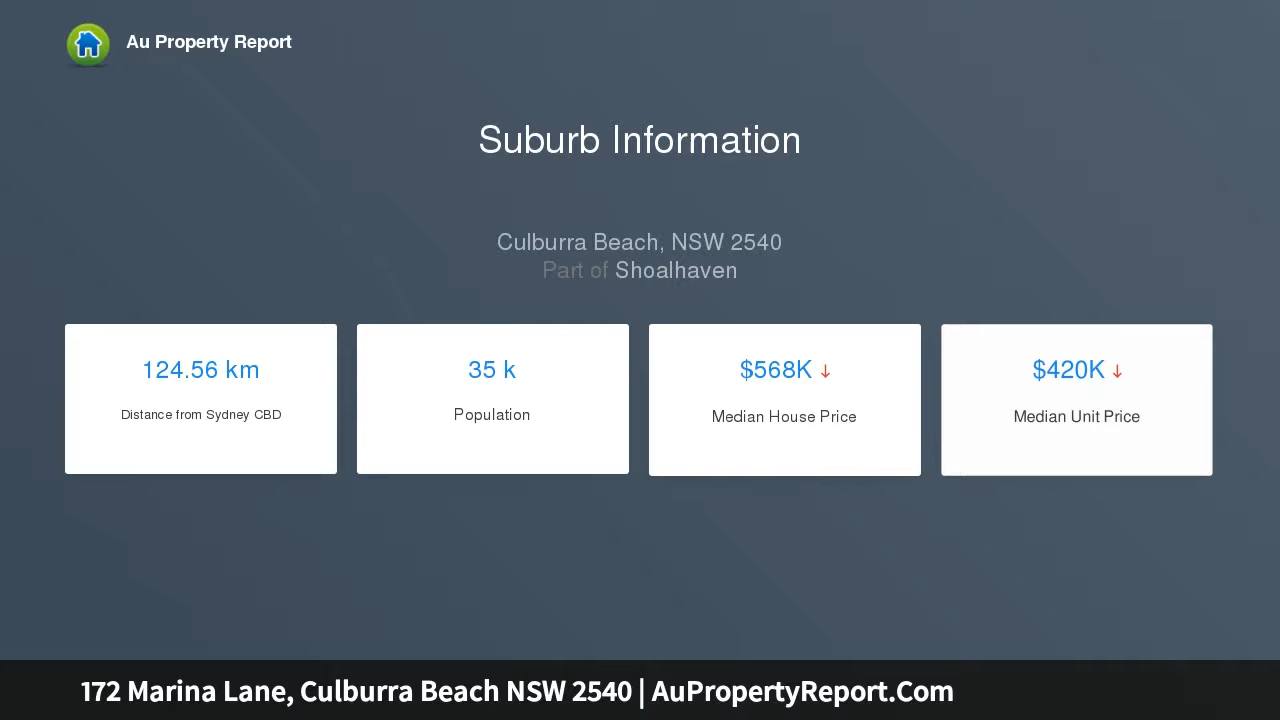 Au Property Report
Suburb Information
Culburra Beach, NSW 2540
Part of Shoalhaven
124.56 km
Distance from Sydney CBD
35 k
Population
$568K ↓
Median House Price
$420K ↓
Median Unit Price
172 Marina Lane, Culburra Beach NSW 2540 | AuPropertyReport.Com